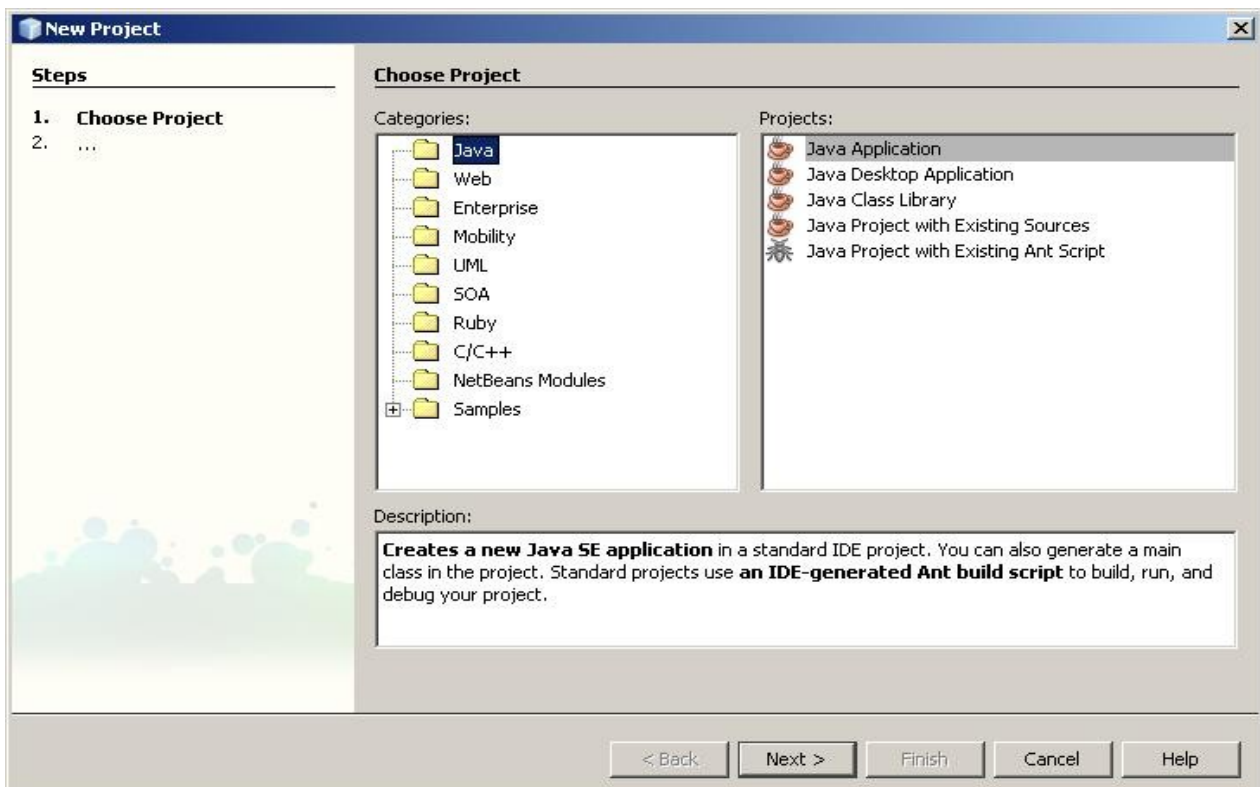 New Project
Steps
1. Choose Project
2. ...
Choose Project
Categories:
Java
Web
Enterprise
Mobility
UML
SOA
Ruby
C/C++
NetBeans Modules
Samples
Projects:
Java Application
Java Desktop Application
Java Class Library
Java Project with Existing Sources
Java Project with Existing Ant Script
Description:
Creates a new Java SE application in a standard IDE project. You can also generate a main
class in the project. Standard projects use an IDE-generated Ant build script to build, run, and
debug your project.
< Back
Next >
Finish
Cancel
Help